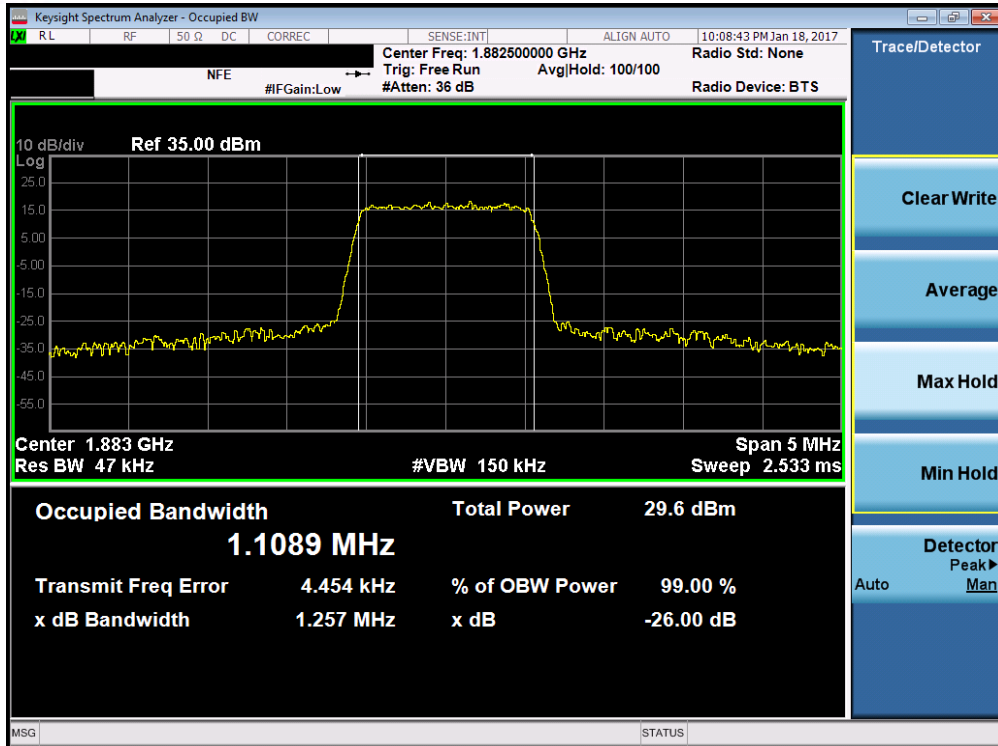 Keysight Spectrum Analyzer - Occupied BW
LXI RL RF 50 Ω DC CORREC SENSE:INT ALIGN AUTO 10:08:43 PM Jan 18, 2017
Center Freq: 1.882500000 GHz Radio Std: None
NFE Trig: Free Run Avg|Hold: 100/100
#IFGain:Low #Atten: 36 dB Radio Device: BTS
10 dB/div Ref 35.00 dBm
Log
25.0
15.0
5.00
-5.00
-15.0
-25.0
-35.0
-45.0
-55.0
Center 1.883 GHz Span 5 MHz
Res BW 47 kHz #VBW 150 kHz Sweep 2.533 ms
Occupied Bandwidth Total Power 29.6 dBm
1.1089 MHz
Transmit Freq Error 4.454 kHz % of OBW Power 99.00 %
x dB Bandwidth 1.257 MHz x dB -26.00 dB
Trace/Detector
Clear Write
Average
Max Hold
Min Hold
Detector
Peak▶
Auto Man
MSG STATUS